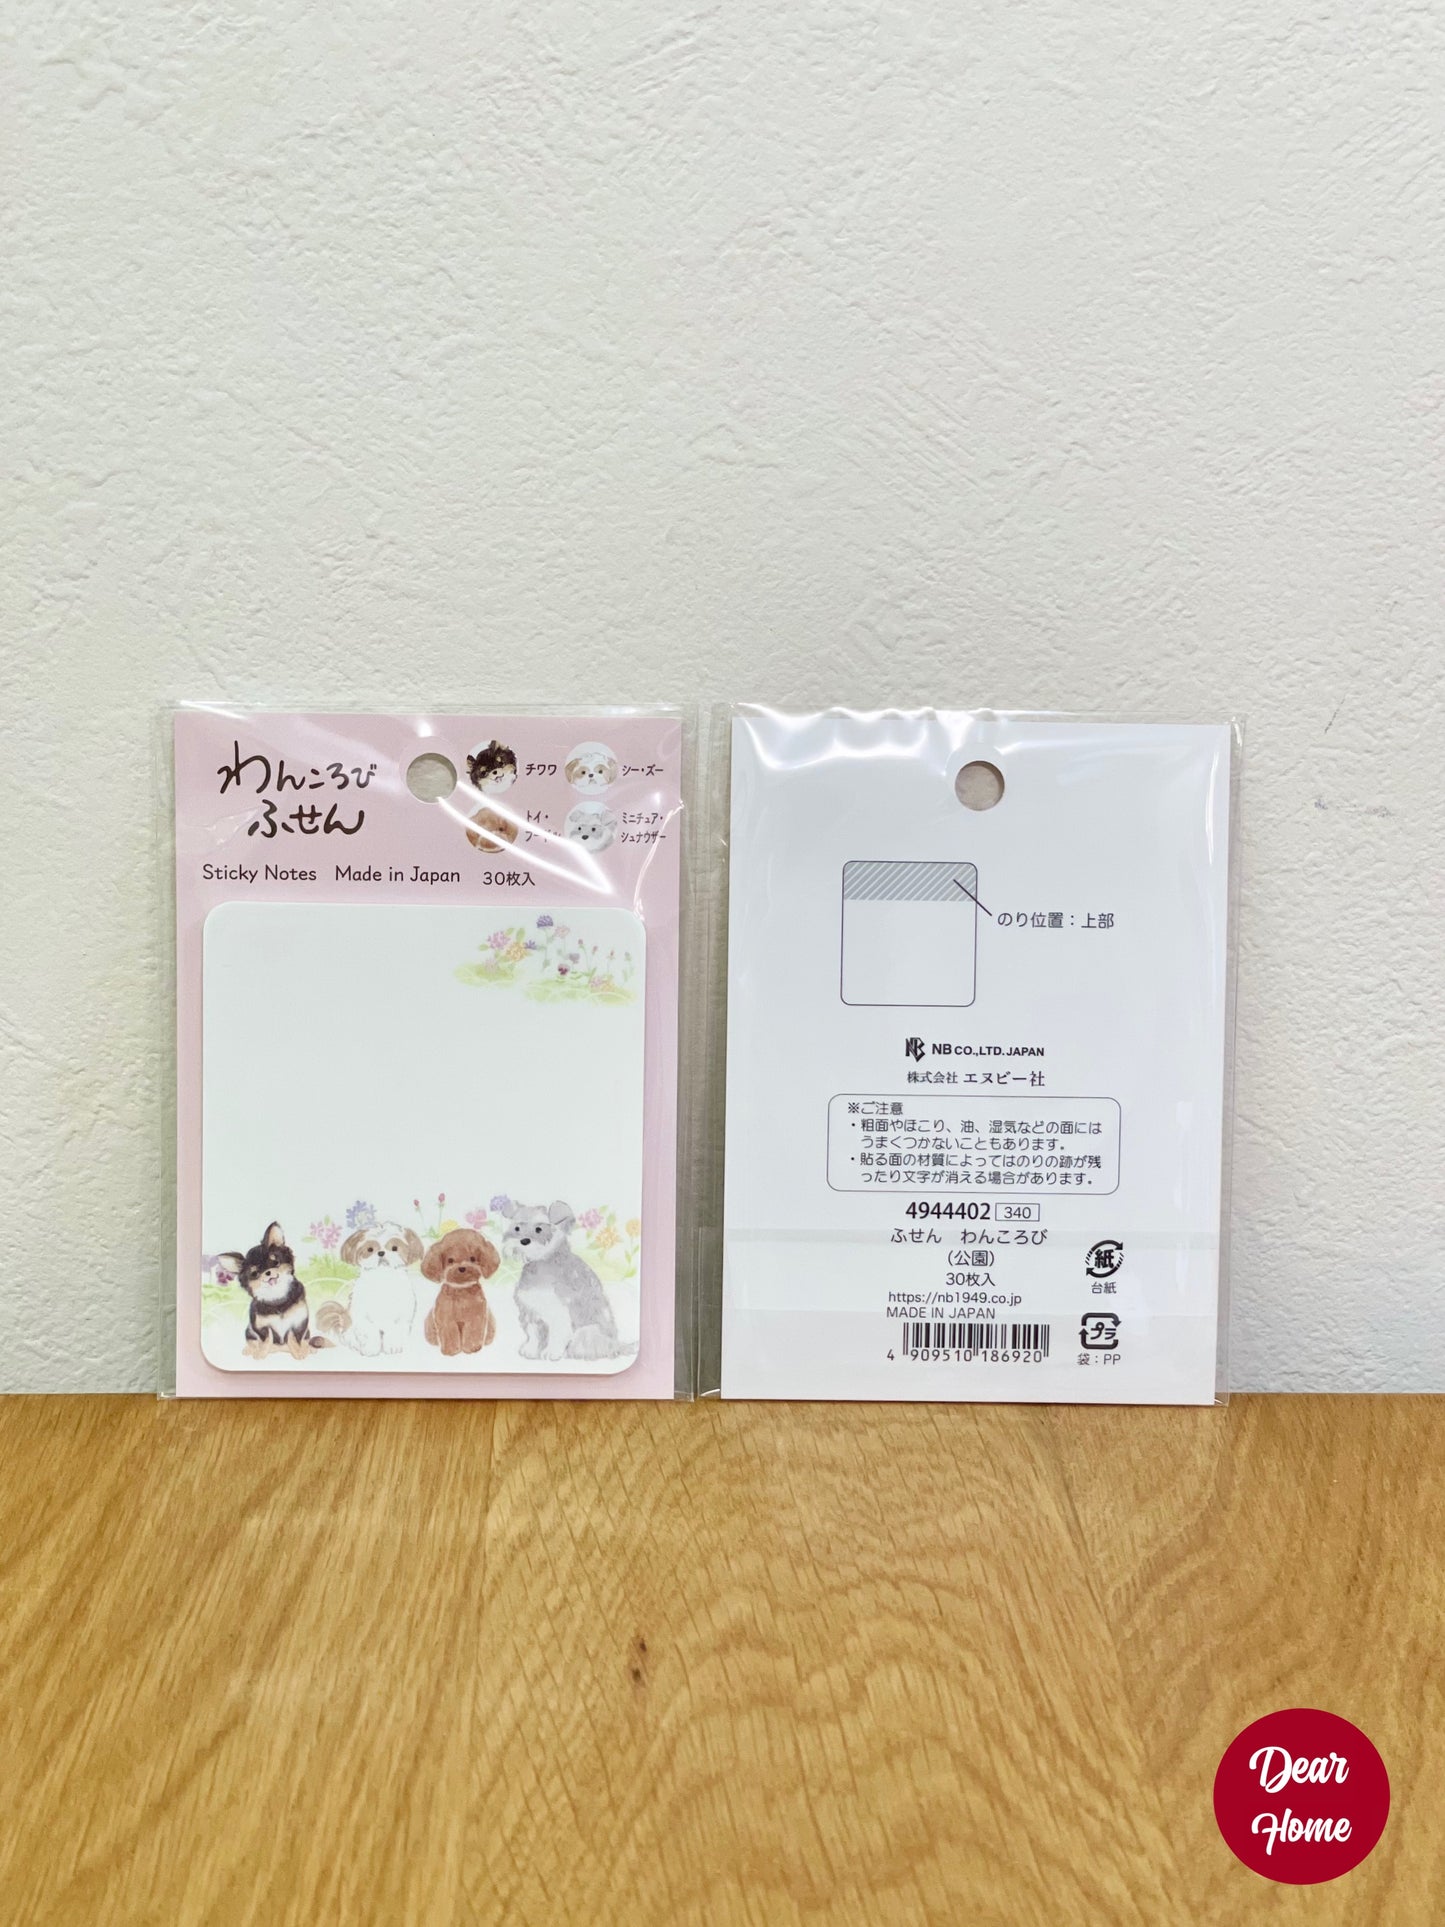 わんころび
ふせん
チワワ
シー・ズー
トイ・
プードル
ミニチュア・
シュナウザー
Sticky Notes Made in Japan 30枚入
のり位置：上部
NB CO.,LTD. JAPAN
株式会社 エヌビー社
※ご注意
・粗面やほこり、油、湿気などの面には
うまくつかないこともあります。
・貼る面の材質によってはのりの跡が残
ったり文字が消える場合があります。
4944402 340
ふせん わんころび
(公園)
30枚入
https://nb1949.co.jp
MADE IN JAPAN
4 909510 186920
紙
台紙
プラ
袋：PP
Dear
Home